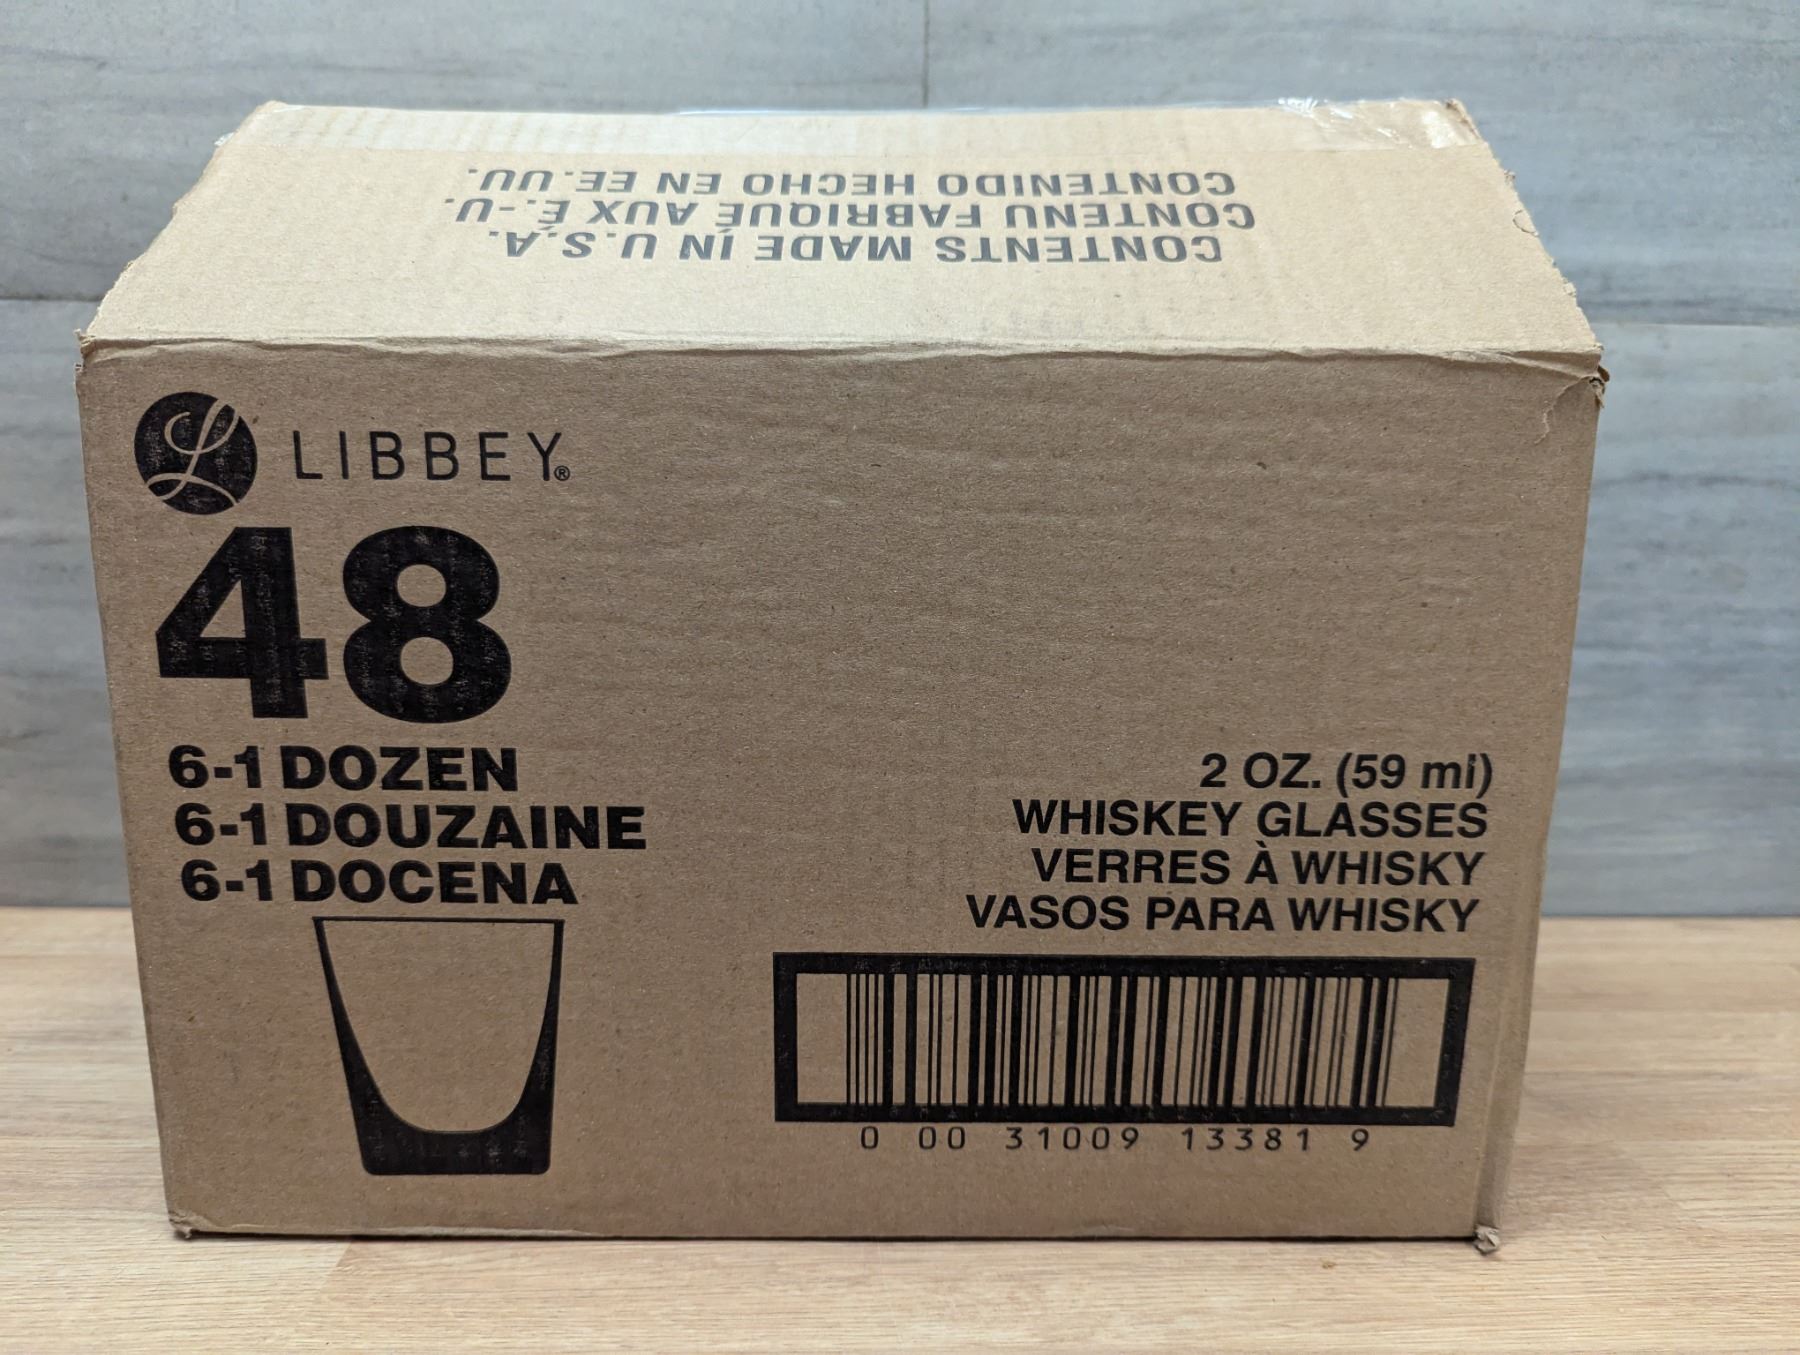 CONTENTS MADE IN U.S.A.
CONTENU FABRIQUÉ AUX É.-U.
CONTENIDO HECHO EN EE.UU.
LIBBEY®
48
6-1 DOZEN
6-1 DOUZAINE
6-1 DOCENA
2 OZ. (59 ml)
WHISKEY GLASSES
VERRES À WHISKY
VASOS PARA WHISKY
0 00 31009 13381 9